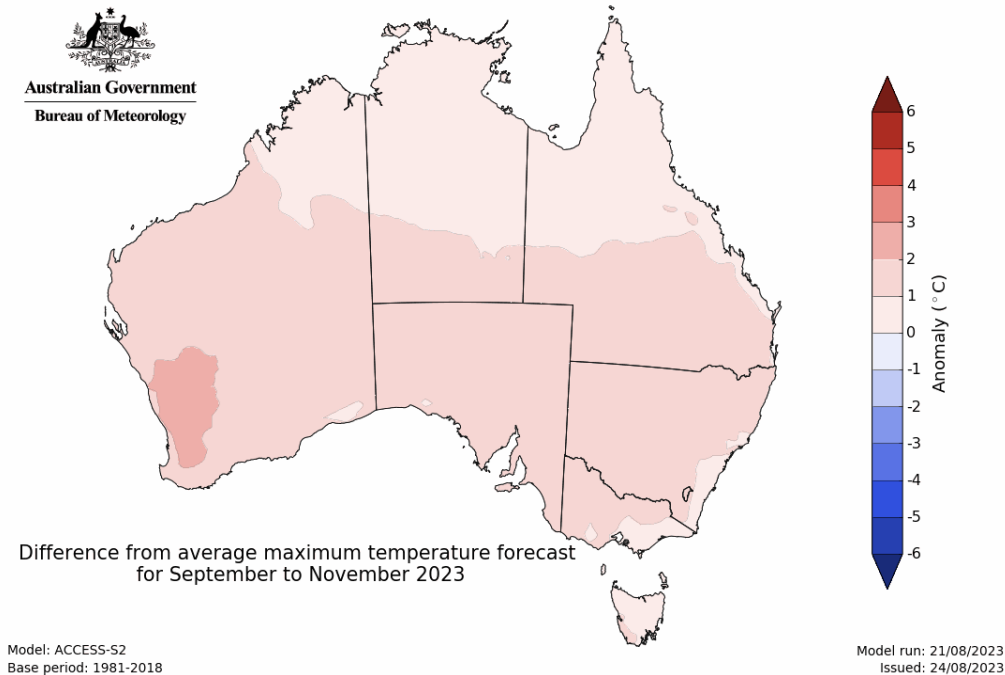 Australian Government
Bureau of Meteorology
6
5
4
3
2
1
0
-1
-2
-3
-4
-5
-6
Anomaly (°C)
Difference from average maximum temperature forecast
for September to November 2023
Model: ACCESS-S2
Base period: 1981-2018
Model run: 21/08/2023
Issued: 24/08/2023